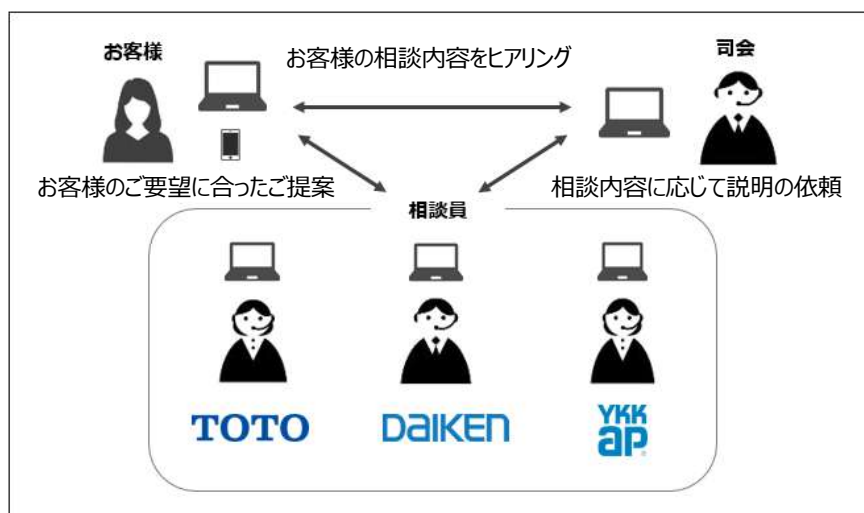 お客様
お客様の相談内容をヒアリング
司会
お客様のご要望に合ったご提案
相談内容に応じて説明の依頼
相談員
TOTO
DAIKEN
YKK
ap